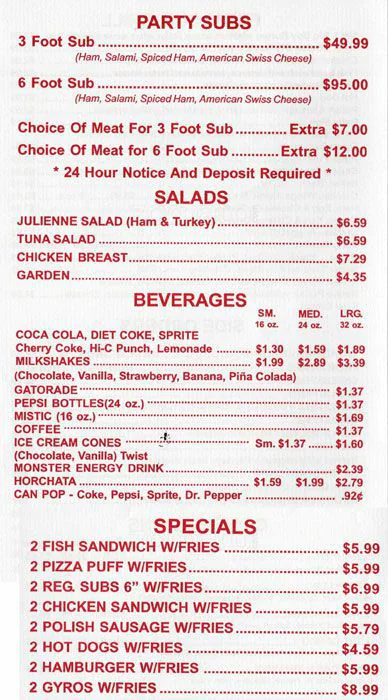 PARTY SUBS
3 Foot Sub ........ $49.99
(Ham, Salami, Spiced Ham, American Swiss Cheese)
6 Foot Sub ........ $95.00
(Ham, Salami, Spiced Ham, American Swiss Cheese)
Choice Of Meat For 3 Foot Sub ........ Extra $7.00
Choice Of Meat for 6 Foot Sub ........ Extra $12.00
* 24 Hour Notice And Deposit Required *
SALADS
JULIENNE SALAD (Ham & Turkey) ........ $6.59
TUNA SALAD ........ $6.59
CHICKEN BREAST ........ $7.29
GARDEN ........ $4.35
BEVERAGES
SM. MED. LRG.
16 oz. 24 oz. 32 oz.
COCA COLA, DIET COKE, SPRITE
Cherry Coke, Hi-C Punch, Lemonade ........ $1.30 $1.59 $1.89
MILKSHAKES ........ $1.99 $2.89 $3.39
(Chocolate, Vanilla, Strawberry, Banana, Piña Colada)
GATORADE ........ $1.37
PEPSI BOTTLES(24 oz.) ........ $1.37
MISTIC (16 oz.) ........ $1.69
COFFEE ........ $1.37
ICE CREAM CONES ........ Sm. $1.37 ........ $1.60
(Chocolate, Vanilla) Twist
MONSTER ENERGY DRINK ........ $2.39
HORCHATA ........ $1.59 $1.99 $2.79
CAN POP - Coke, Pepsi, Sprite, Dr. Pepper ........ .92¢
SPECIALS
2 FISH SANDWICH W/FRIES ........ $5.99
2 PIZZA PUFF W/FRIES ........ $5.99
2 REG. SUBS 6" W/FRIES ........ $6.99
2 CHICKEN SANDWICH W/FRIES ........ $5.99
2 POLISH SAUSAGE W/FRIES ........ $5.79
2 HOT DOGS W/FRIES ........ $4.59
2 HAMBURGER W/FRIES ........ $5.99
2 GYROS W/FRIES ........ $8.99